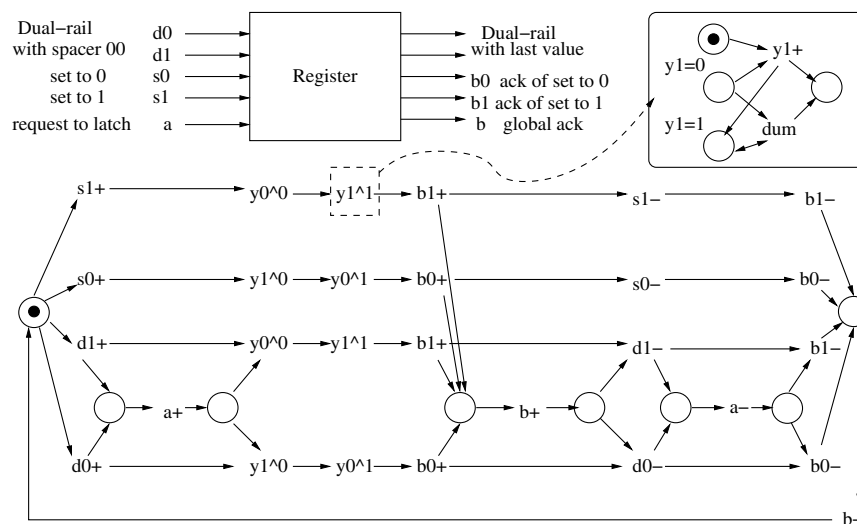 Dual−rail
with spacer 00
set to 0
set to 1
request to latch
d0
d1
s0
s1
a
Register
Dual−rail
with last value
b0 ack of set to 0
b1 ack of set to 1
b global ack
y1=0
y1=1
y1+
dum
s1+ y0^0 y1^1 b1+ s1− b1−
s0+ y1^0 y0^1 b0+ s0− b0−
d1+ y0^0 y1^1 b1+ d1− b1−
a+ b+ a−
d0+ y1^0 y0^1 b0+ d0− b0−